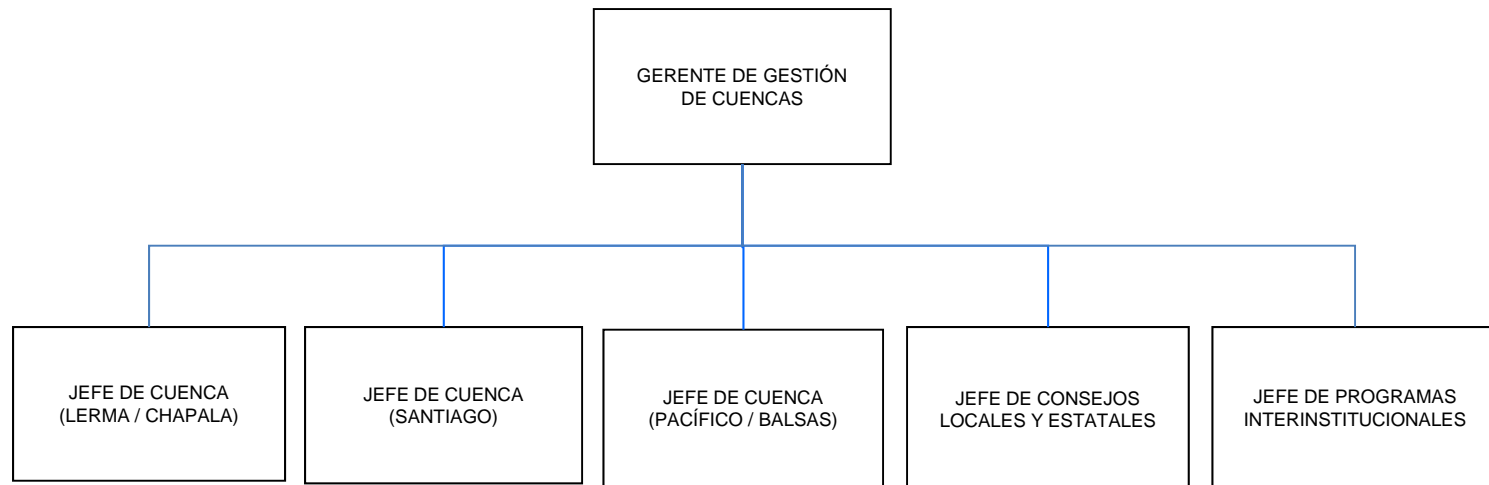 GERENTE DE GESTIÓN
DE CUENCAS
JEFE DE CUENCA
(LERMA / CHAPALA)
JEFE DE CUENCA
(SANTIAGO)
JEFE DE CUENCA
(PACÍFICO / BALSAS)
JEFE DE CONSEJOS
LOCALES Y ESTATALES
JEFE DE PROGRAMAS
INTERINSTITUCIONALES